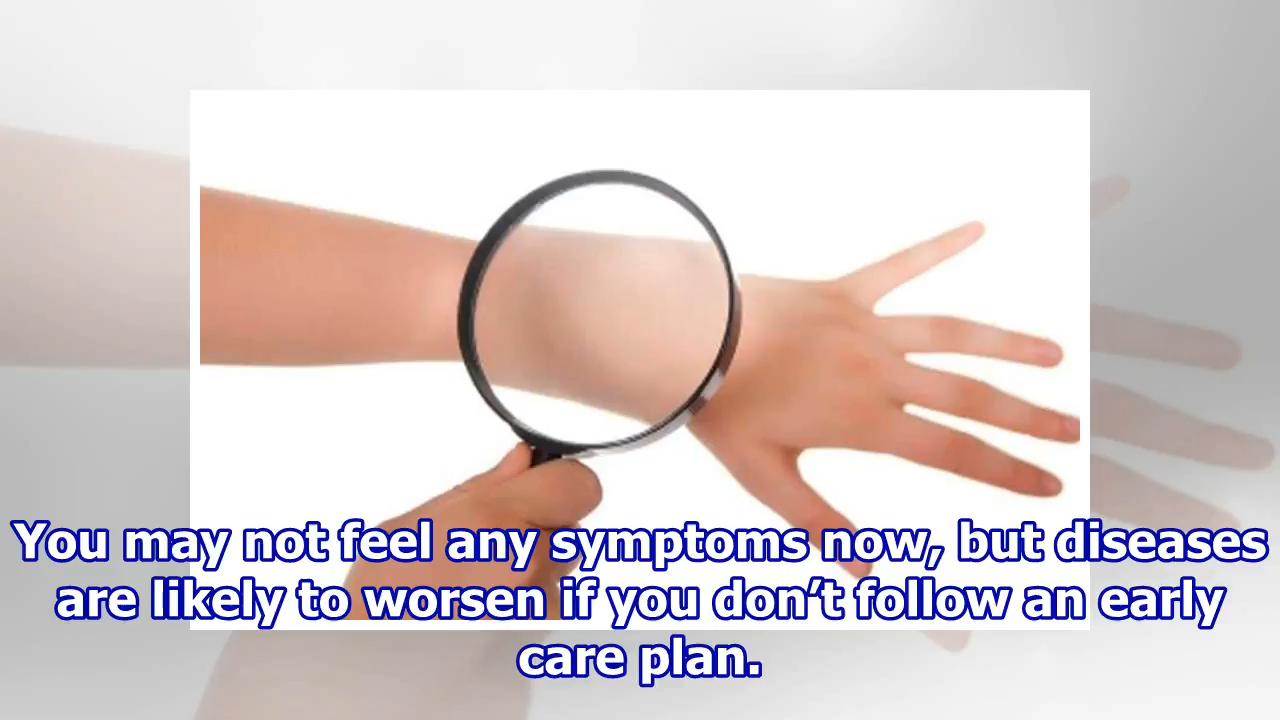 You may not feel any symptoms now, but diseases
are likely to worsen if you don’t follow an early
care plan.